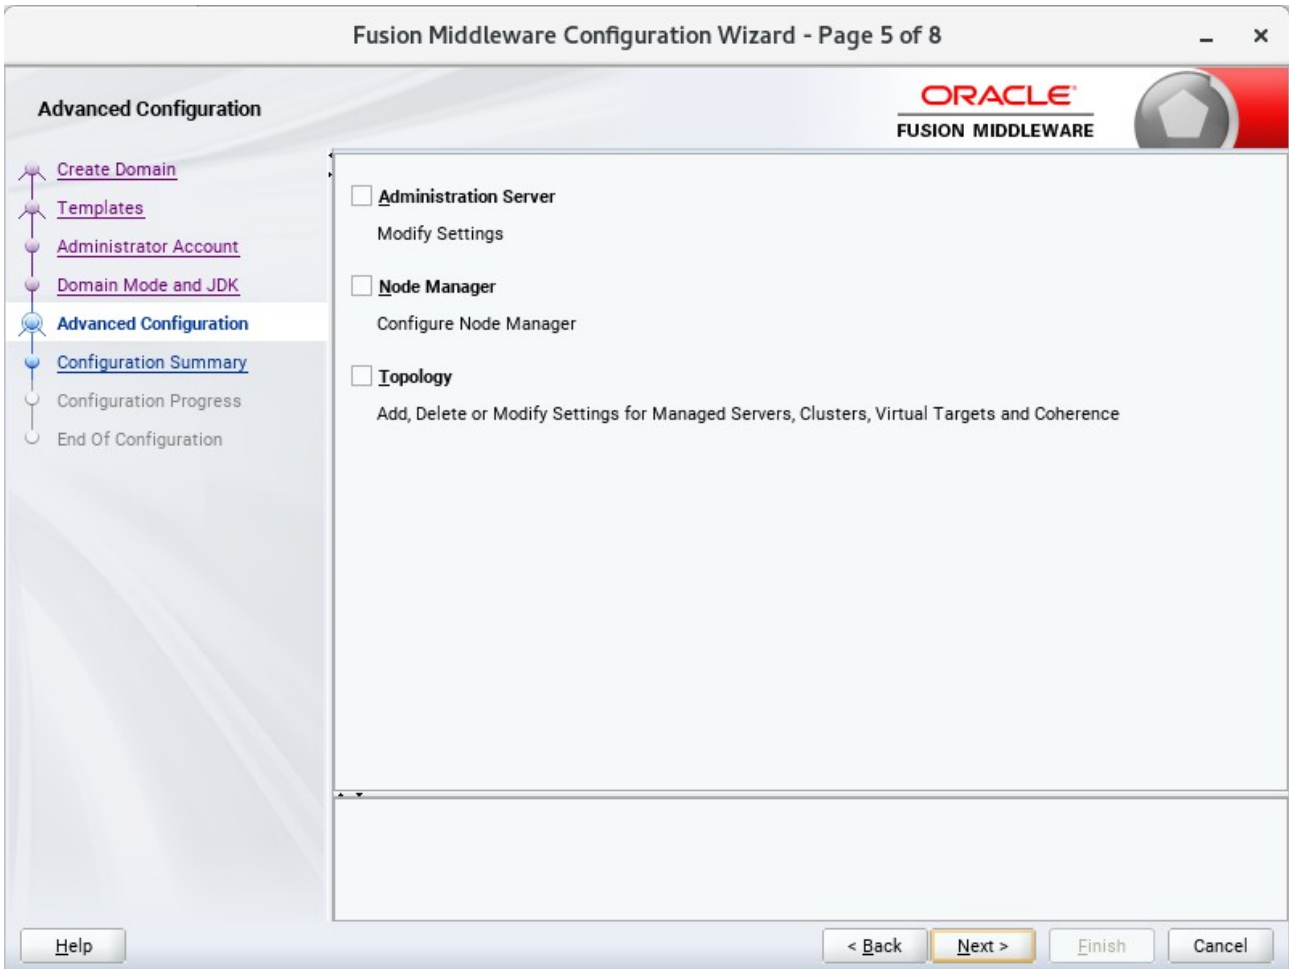 Fusion Middleware Configuration Wizard - Page 5 of 8
Advanced Configuration
ORACLE
FUSION MIDDLEWARE
Create Domain
Templates
Administrator Account
Domain Mode and JDK
Advanced Configuration
Configuration Summary
Configuration Progress
End Of Configuration
Administration Server
Modify Settings
Node Manager
Configure Node Manager
Topology
Add, Delete or Modify Settings for Managed Servers, Clusters, Virtual Targets and Coherence
Help
< Back
Next >
Finish
Cancel